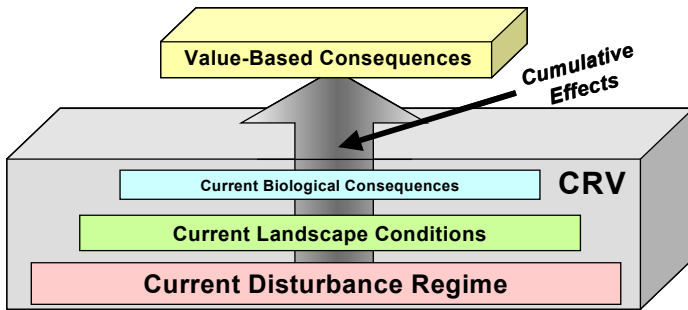 Value-Based Consequences
Cumulative
Effects
Current Biological Consequences
CRV
Current Landscape Conditions
Current Disturbance Regime